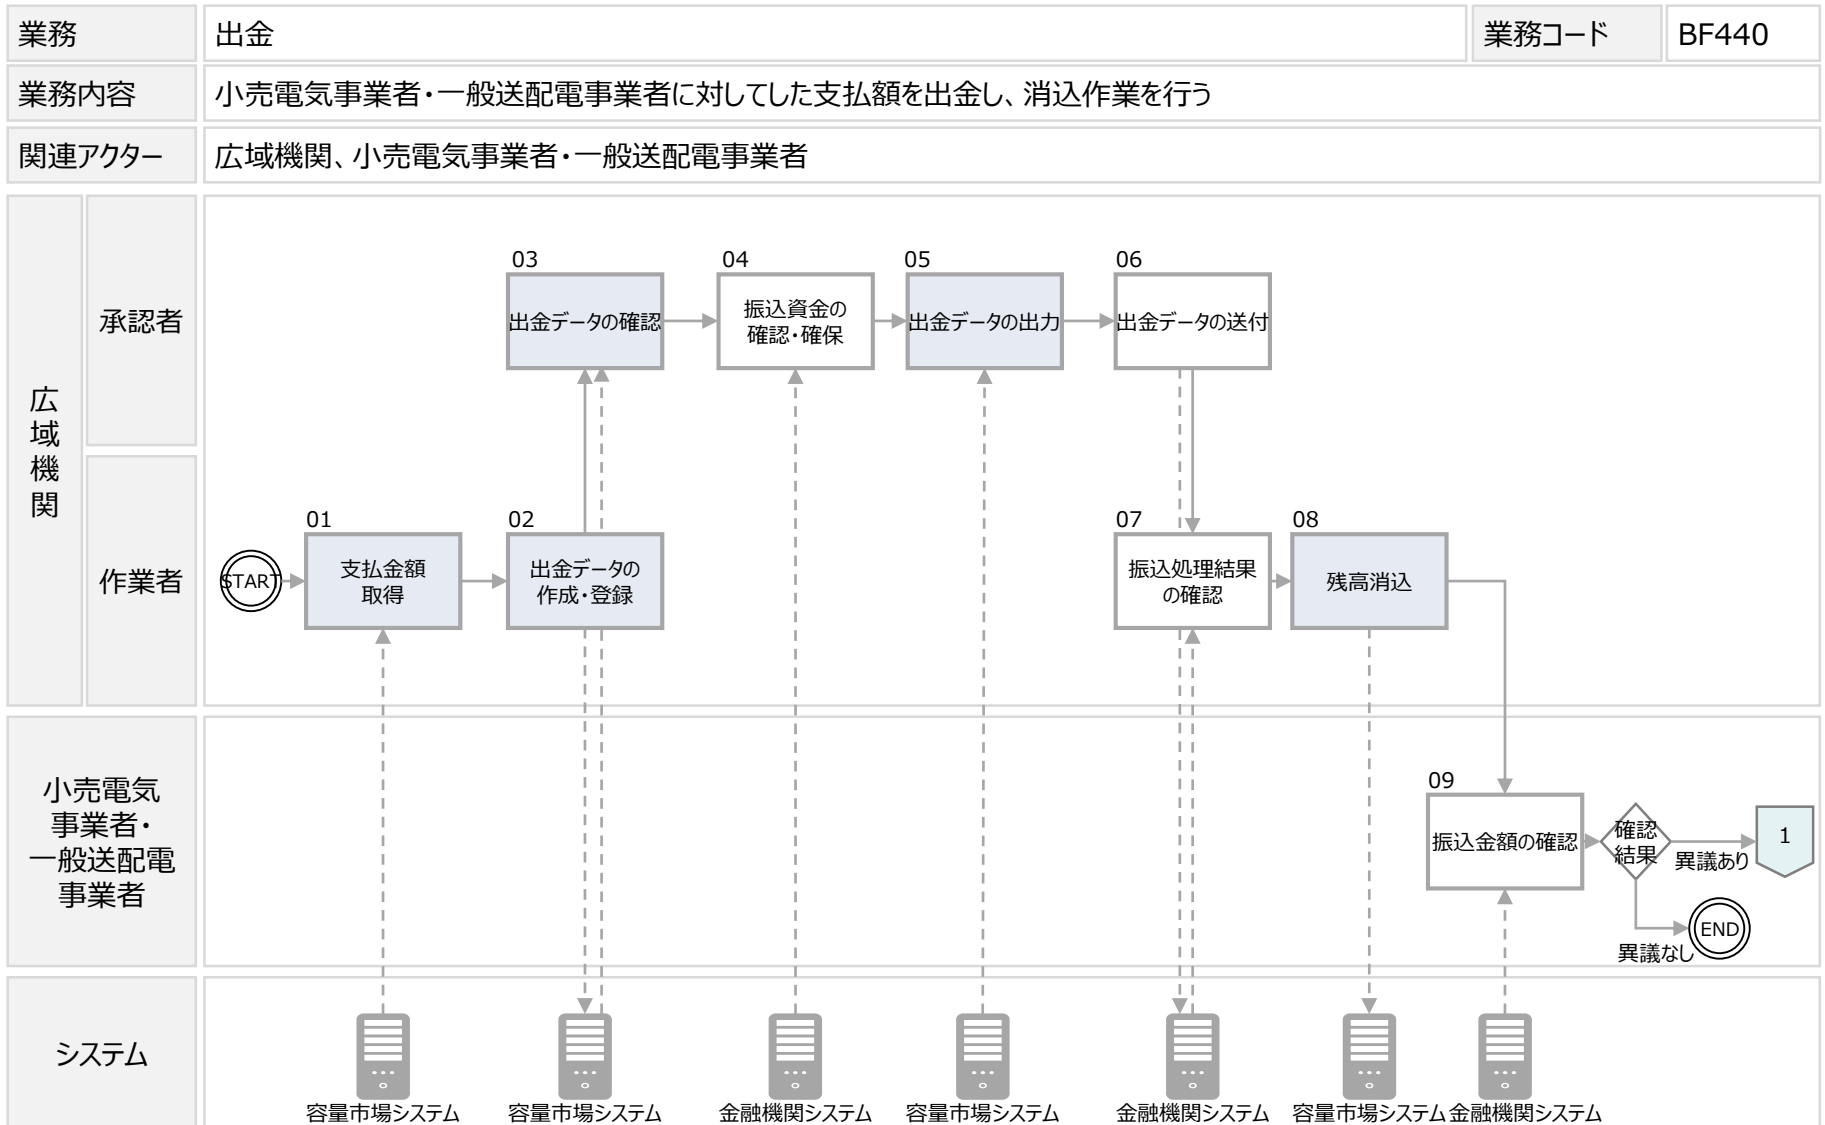 業務
出金
業務コード
BF440
業務内容
小売電気事業者・一般送配電事業者に対してした支払額を出金し、消込作業を行う
関連アクター
広域機関、小売電気事業者・一般送配電事業者
広
域
機
関
承認者
03
出金データの確認
04
振込資金の
確認・確保
05
出金データの出力
06
出金データの送付
作業者
START
01
支払金額
取得
02
出金データの
作成・登録
07
振込処理結果
の確認
08
残高消込
小売電気
事業者・
一般送配電
事業者
09
振込金額の確認
確認
結果
異議あり
1
異議なし
END
システム
容量市場システム
容量市場システム
金融機関システム
容量市場システム
金融機関システム
容量市場システム
金融機関システム